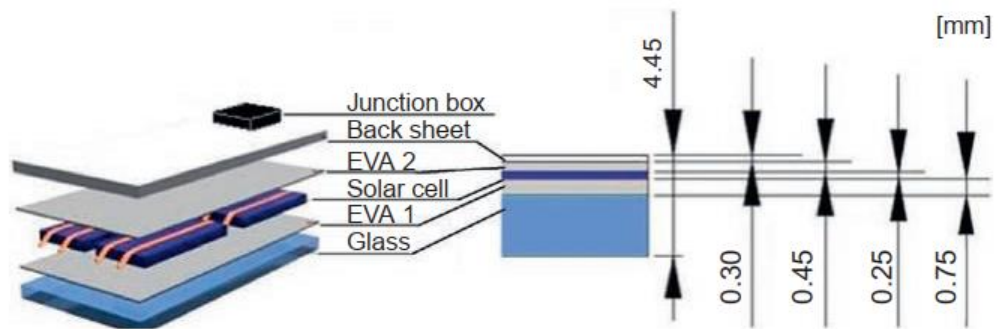 [mm]
4.45
Junction box
Back sheet
EVA 2
Solar cell
EVA 1
Glass
0.30
0.45
0.25
0.75